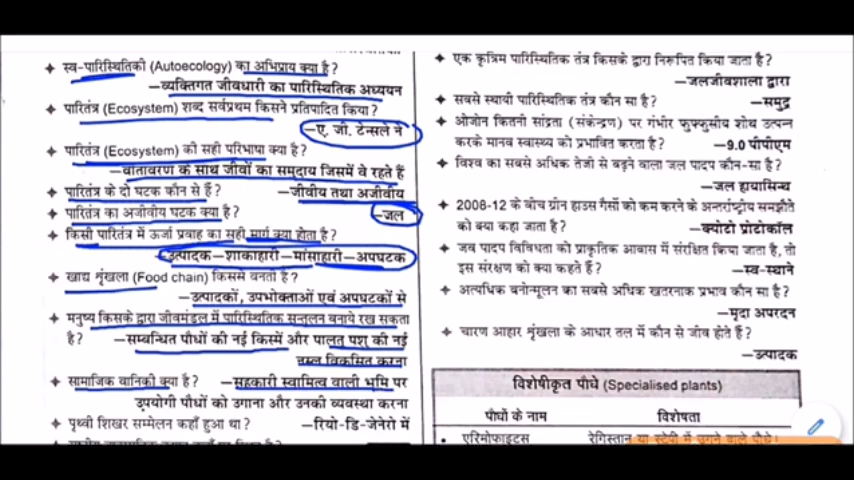 ✦ स्व-पारिस्थितिकी (Autoecology) का अभिप्राय क्या है?
—व्यक्तिगत जीवधारी का पारिस्थितिक अध्ययन
✦ पारितंत्र (Ecosystem) शब्द सर्वप्रथम किसने प्रतिपादित किया?
—ए. जी. टेन्सले ने
✦ पारितंत्र (Ecosystem) की सही परिभाषा क्या है?
—वातावरण के साथ जीवों का समुदाय जिसमें वे रहते हैं
✦ पारितंत्र के दो घटक कौन से हैं? —जीवीय तथा अजीवीय
✦ पारितंत्र का अजीवीय घटक क्या है? —जल
✦ किसी पारितंत्र में ऊर्जा प्रवाह का सही मार्ग क्या होता है?
उत्पादक—शाकाहारी—मांसाहारी—अपघटक
✦ खाद्य शृंखला (Food chain) किससे बनता है?
—उत्पादकों, उपभोक्ताओं एवं अपघटकों से
✦ मनुष्य किसके द्वारा जीवमंडल में पारिस्थितिक सन्तुलन बनाये रख सकता
है? —सम्बन्धित पौधों की नई किस्में और पालतू पशु की नई
नस्ल विकसित करना
✦ सामाजिक वानिकी क्या है? —सहकारी स्वामित्व वाली भूमि पर
उपयोगी पौधों को उगाना और उनकी व्यवस्था करना
✦ पृथ्वी शिखर सम्मेलन कहाँ हुआ था? —रियो-डि-जेनेरो में
✦ एक कृत्रिम पारिस्थितिक तंत्र किसके द्वारा निरूपित किया जाता है?
—जलजीवशाला द्वारा
✦ सबसे स्थायी पारिस्थितिक तंत्र कौन सा है? —समुद्र
✦ ओजोन कितनी सांद्रता (संकेन्द्रण) पर गंभीर फुफ्फुसीय शोथ उत्पन्न
करके मानव स्वास्थ्य को प्रभावित करता है? —9.0 पीपीएम
✦ विश्व का सबसे अधिक तेजी से बढ़ने वाला जल पादप कौन-सा है?
—जल हायासिन्थ
✦ 2008-12 के बीच ग्रीन हाउस गैसों को कम करने के अन्तर्राष्ट्रीय समझौते
को क्या कहा जाता है? —क्योटो प्रोटोकॉल
✦ जब पादप विविधता को प्राकृतिक आवास में संरक्षित किया जाता है, तो
इस संरक्षण को क्या कहते हैं? —स्व-स्थाने
✦ अत्यधिक वनोन्मूलन का सबसे अधिक खतरनाक प्रभाव कौन सा है?
—मृदा अपरदन
✦ चारण आहार शृंखला के आधार तल में कौन से जीव होते हैं?
—उत्पादक
विशेषीकृत पौधे (Specialised plants)
पौधों के नाम विशेषता
• एरिमोफाइटस रेगिस्तान या स्टेपी में उगने वाले पौधे।